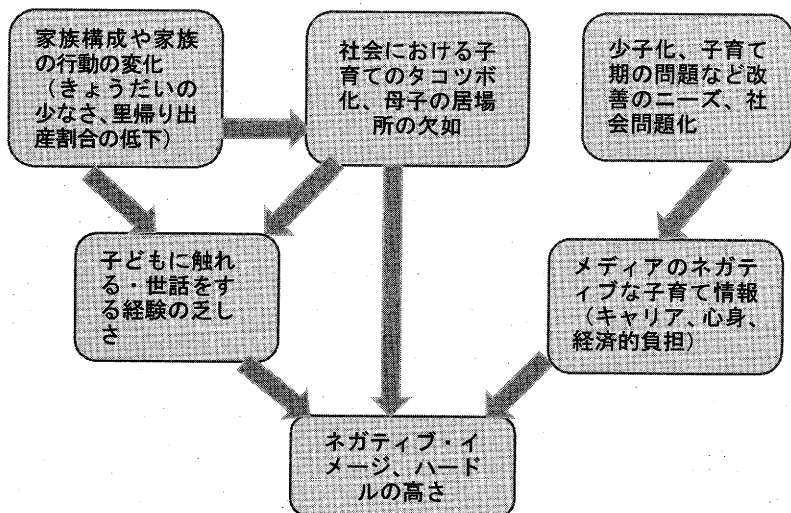 家族構成や家族
の行動の変化
(きょうだいの
少なさ、里帰り出
産割合の低下)
社会における子
育てのタコツボ
化、母子の居場
所の欠如
少子化、子育て
期の問題など改
善のニーズ、社
会問題化
子どもに触れ
る・世話をす
る経験の乏し
さ
メディアのネガテ
ィブな子育て情報
(キャリア、心身、
経済的負担)
ネガティブ・イ
メージ、ハード
ルの高さ